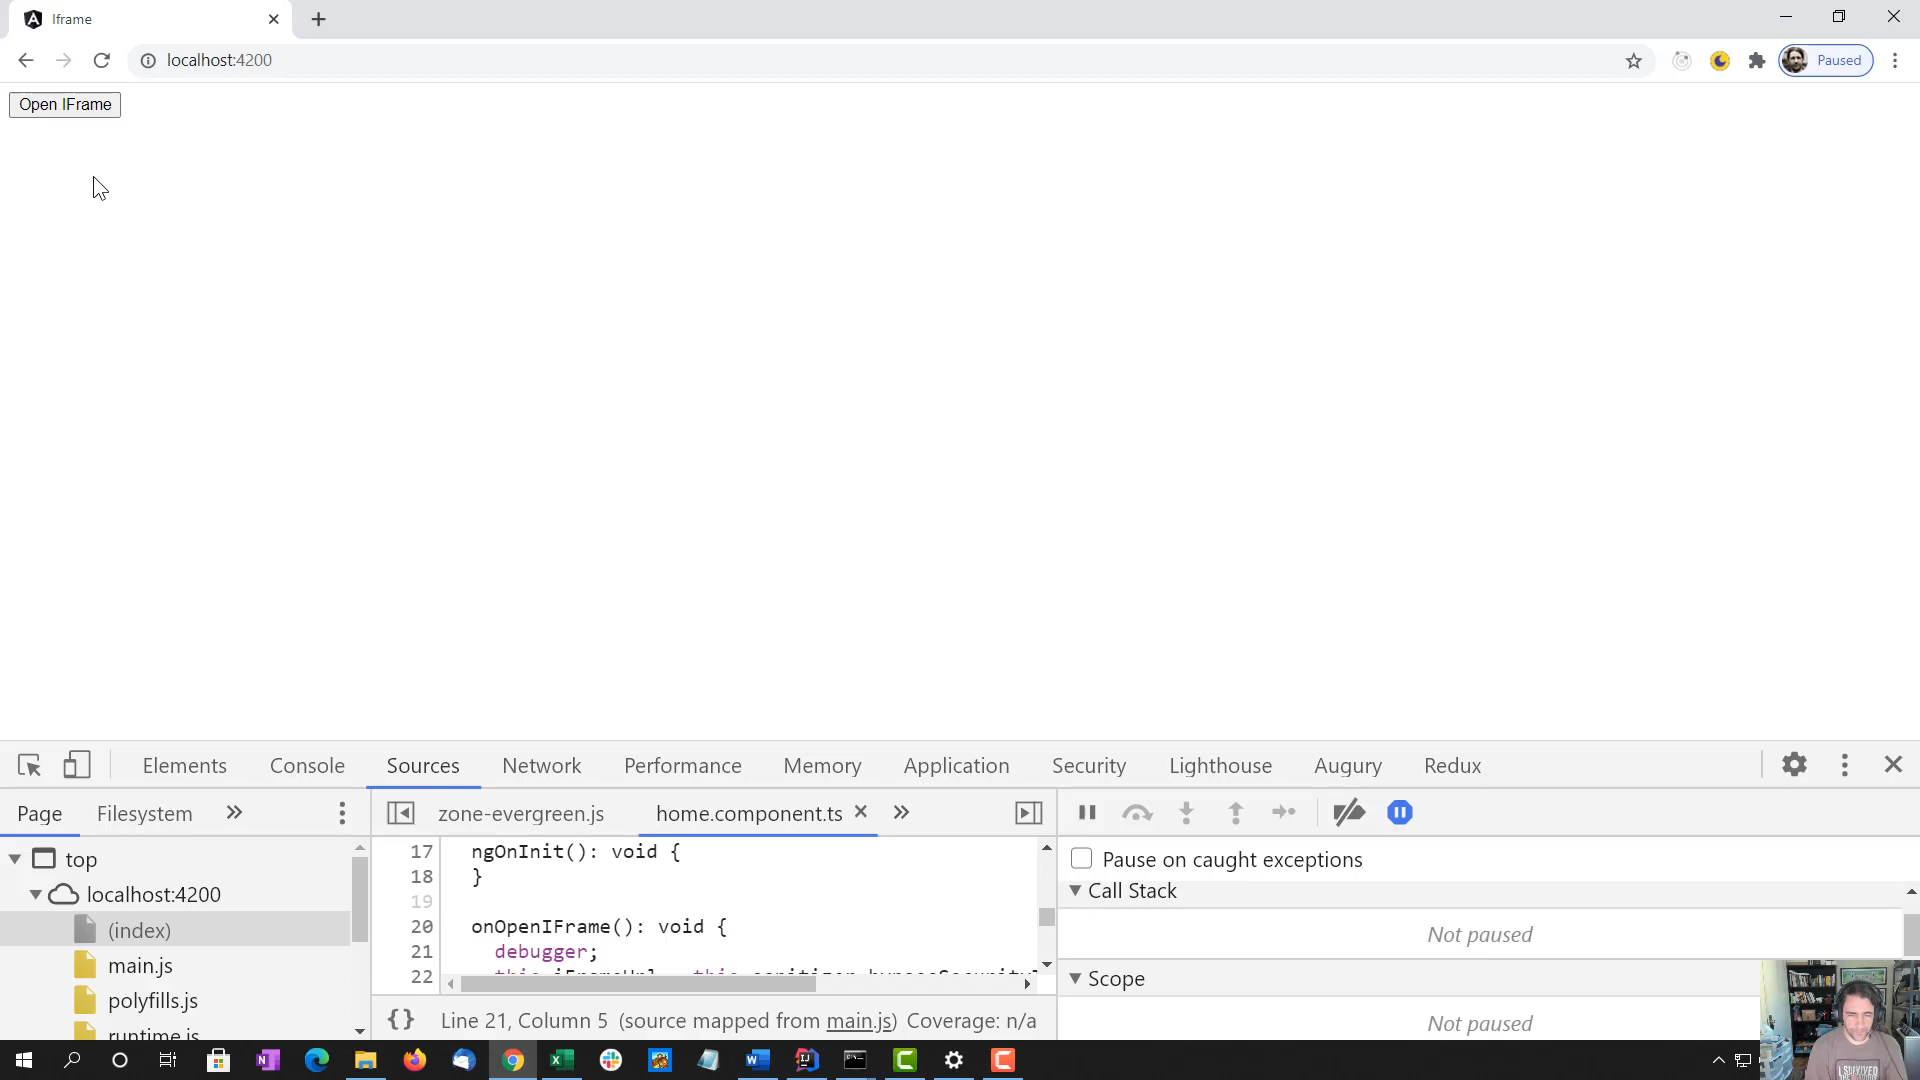 Iframe
localhost:4200
Paused
Open IFrame
Elements
Console
Sources
Network
Performance
Memory
Application
Security
Lighthouse
Augury
Redux
Page
Filesystem
zone-evergreen.js
home.component.ts
top
localhost:4200
(index)
main.js
polyfills.js
runtime.js
17 ngOnInit(): void {
18 }
19
20 onOpenIFrame(): void {
21 debugger;
22
{} Line 21, Column 5 (source mapped from main.js) Coverage: n/a
Pause on caught exceptions
Call Stack
Not paused
Scope
Not paused
I SURVIVED